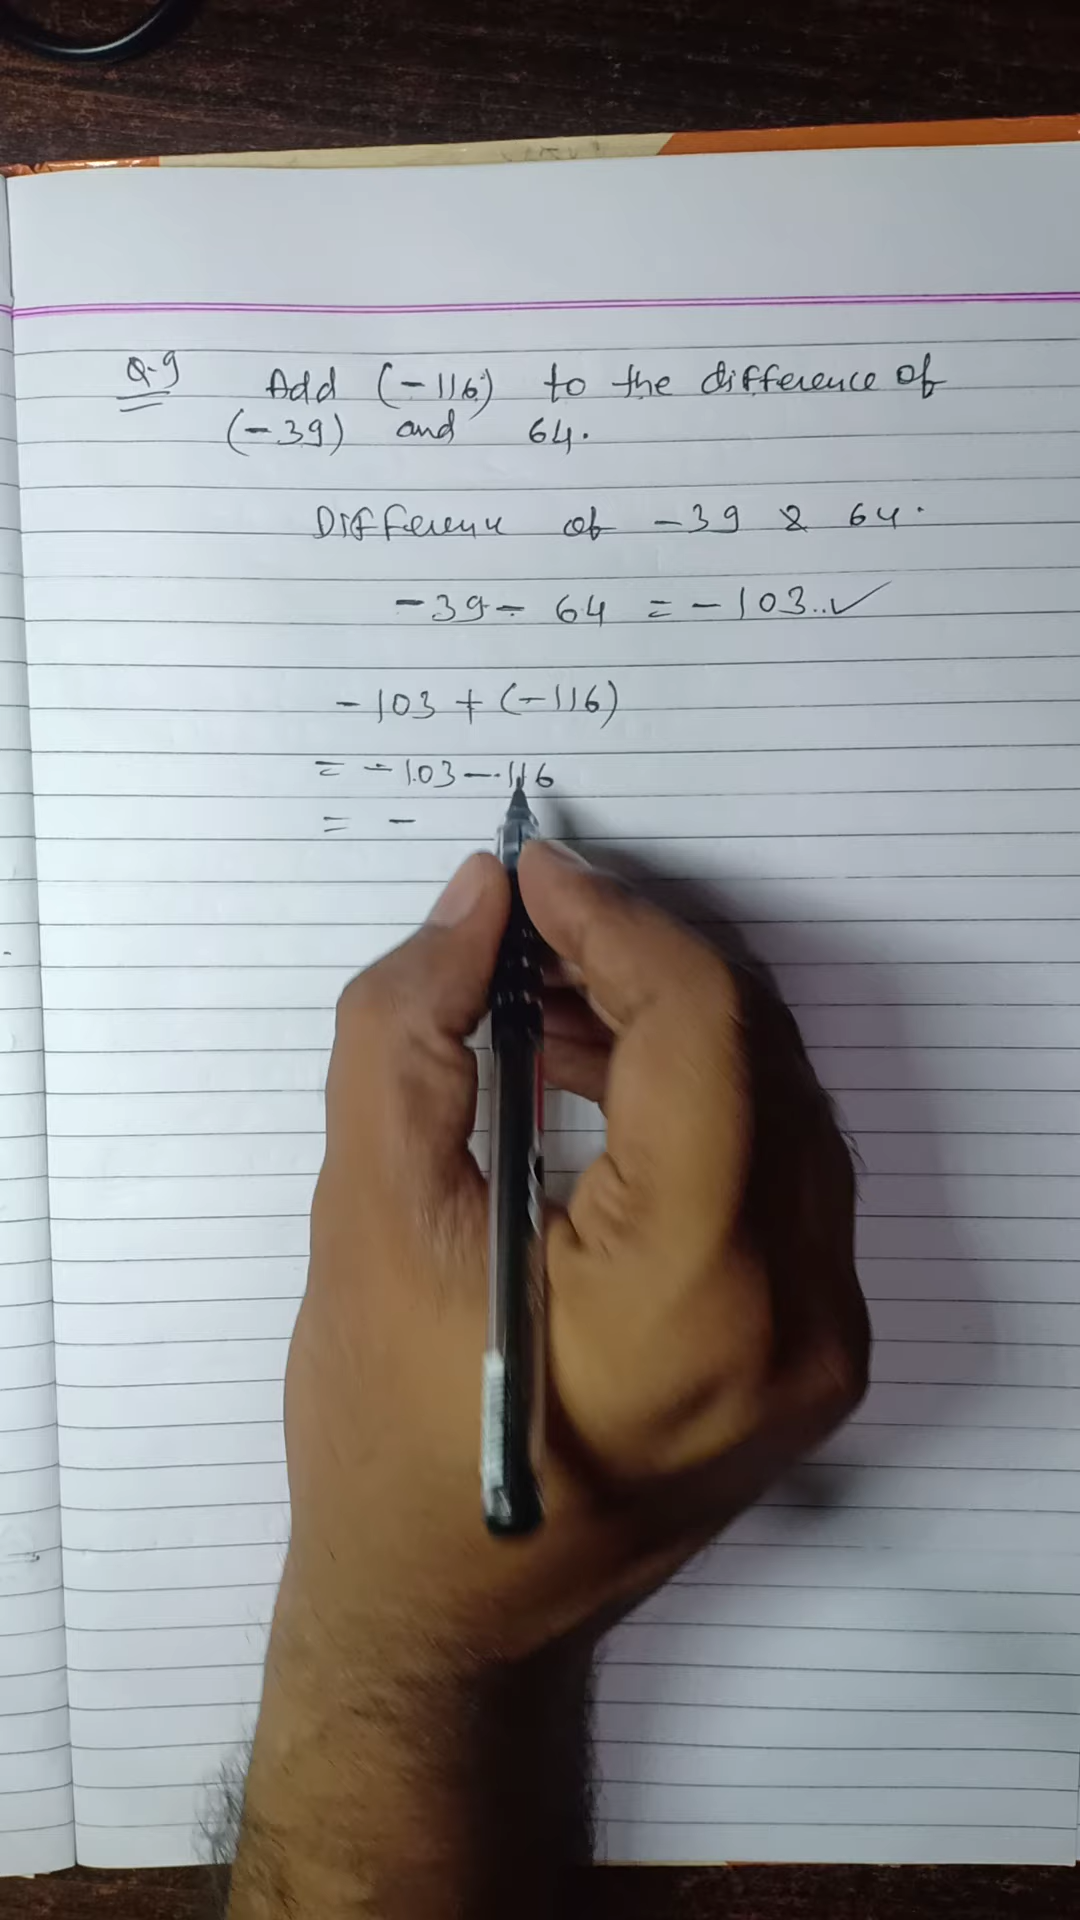 Q-9 Add (-116) to the difference of
(-39) and 64.
Difference of -39 & 64.
-39 - 64 = -103..✓
-103 + (-116)
= -103 - 116
= -